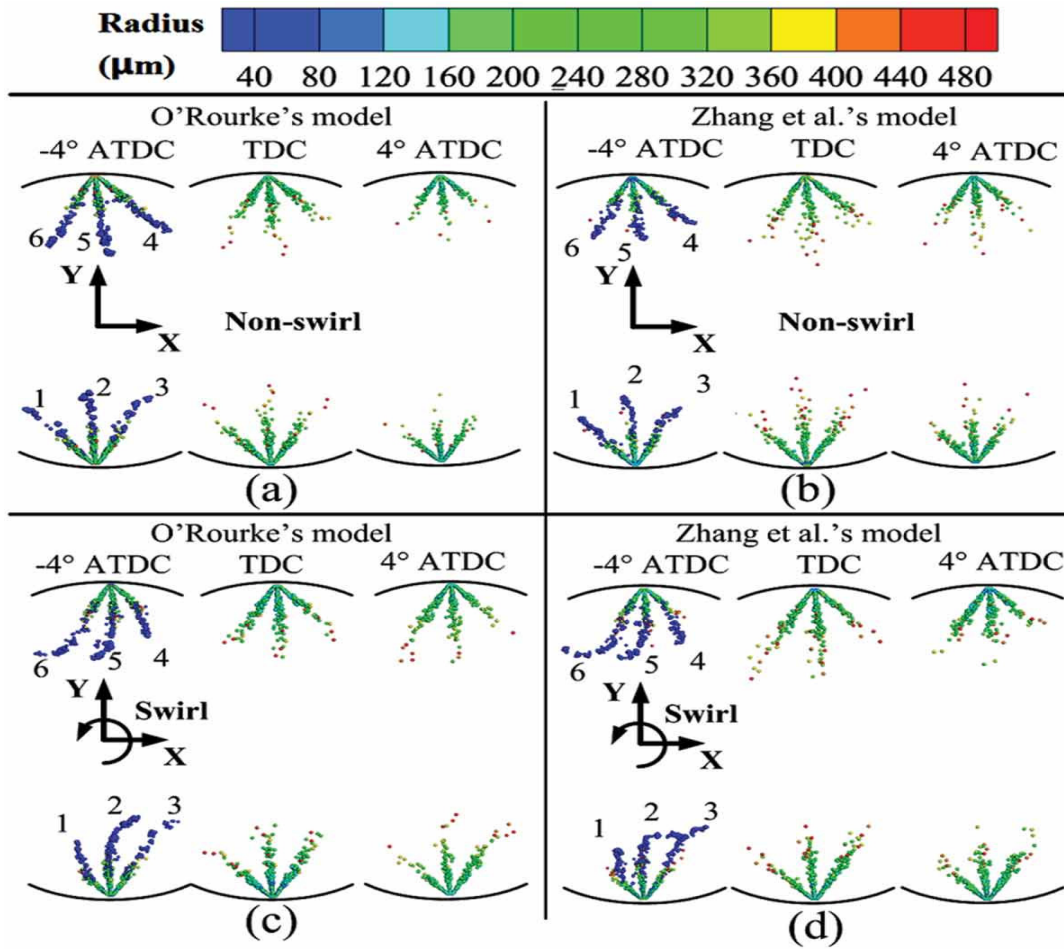 Radius
(μm)
40 80 120 160 200 240 280 320 360 400 440 480
O'Rourke's model
-4° ATDC TDC 4° ATDC
6 5 4
Y
X
Non-swirl
1 2 3
(a)
Zhang et al.'s model
-4° ATDC TDC 4° ATDC
6 5 4
Y
X
Non-swirl
1 2 3
(b)
O'Rourke's model
-4° ATDC TDC 4° ATDC
6 5 4
Y
Swirl
X
1 2 3
(c)
Zhang et al.'s model
-4° ATDC TDC 4° ATDC
6 5 4
Y
Swirl
X
1 2 3
(d)